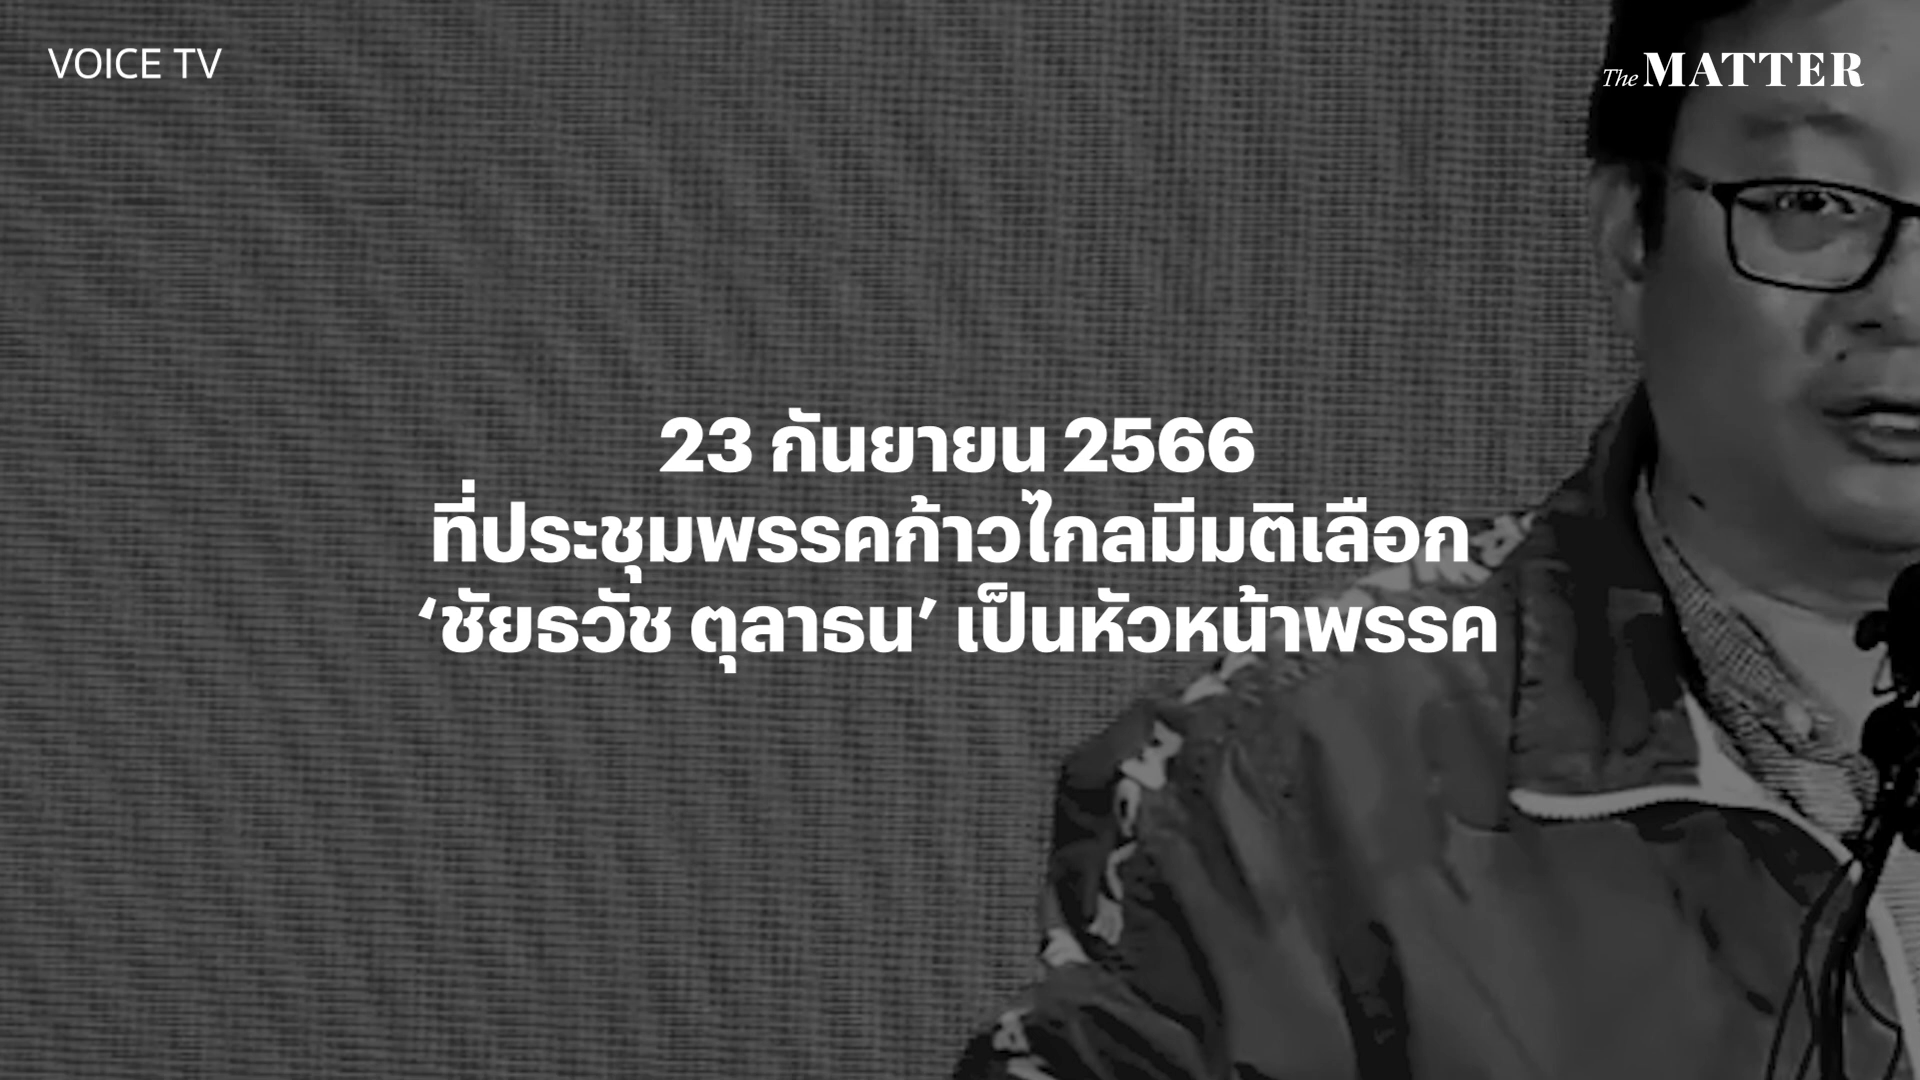 VOICE TV
The MATTER
23 กันยายน 2566
ที่ประชุมพรรคก้าวไกลมีมติเลือก
‘ชัยธวัช ตุลาธน’ เป็นหัวหน้าพรรค